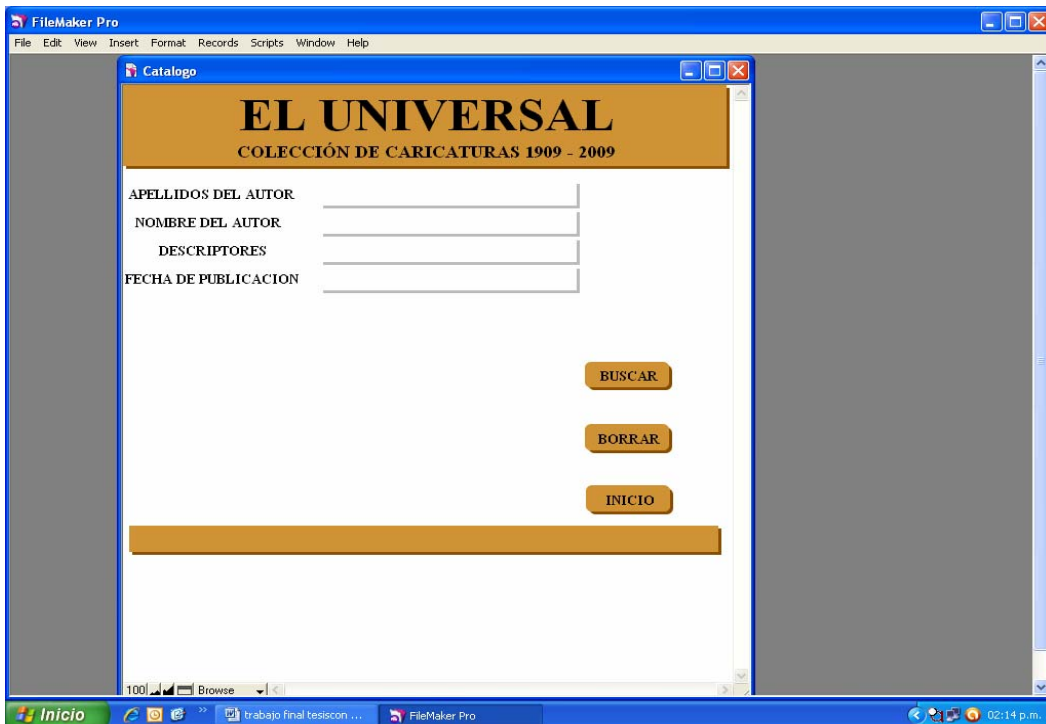 FileMaker Pro
File Edit View Insert Format Records Scripts Window Help
Catalogo
EL UNIVERSAL
COLECCIÓN DE CARICATURAS 1909 - 2009
APELLIDOS DEL AUTOR
NOMBRE DEL AUTOR
DESCRIPTORES
FECHA DE PUBLICACION
BUSCAR
BORRAR
INICIO
100 Browse
Inicio » trabajo final tesiscon ... FileMaker Pro 02:14 p.m.